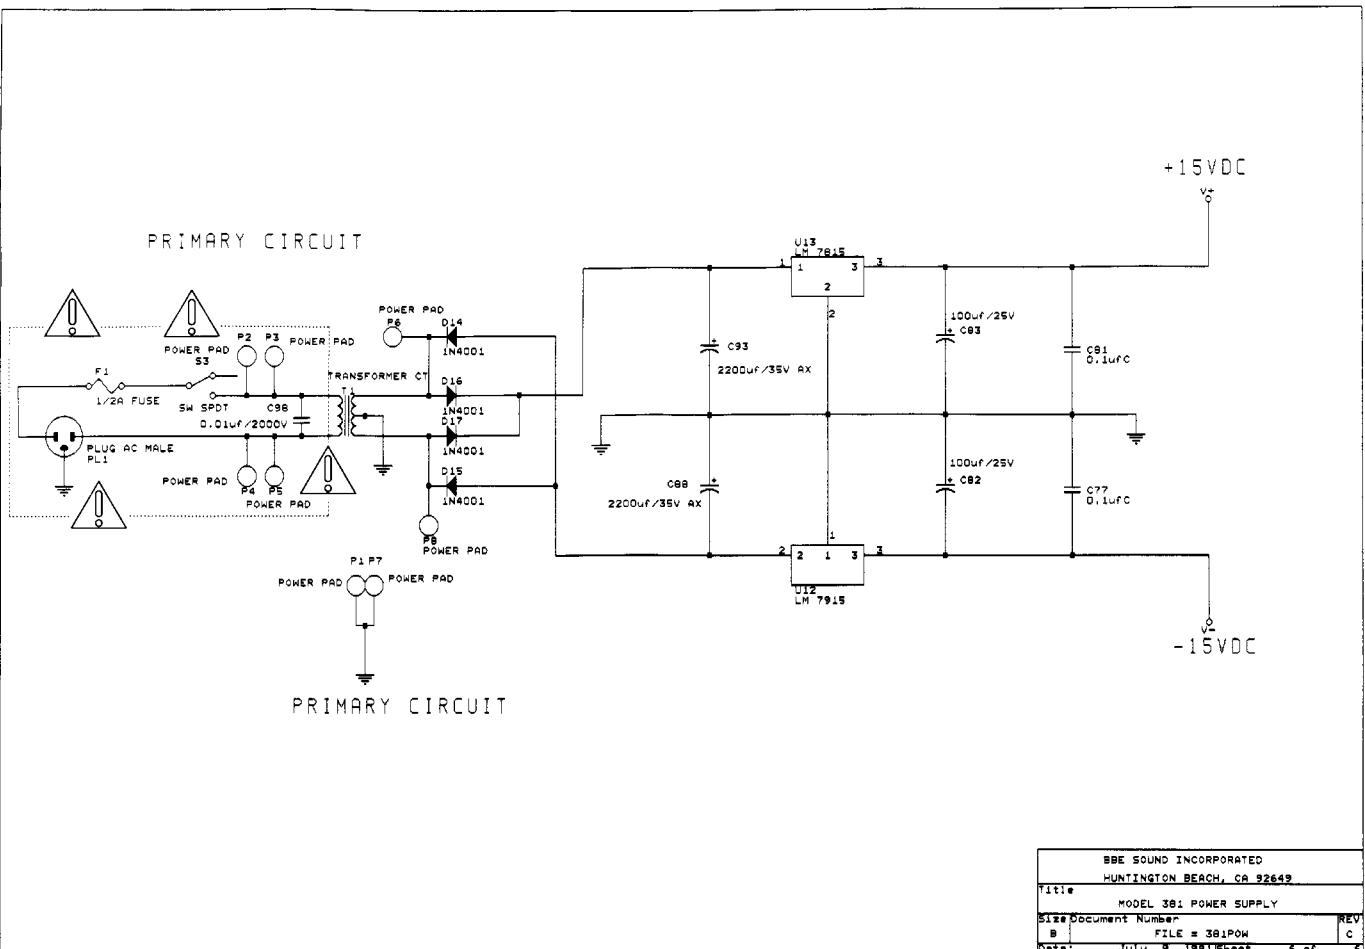 +15VDC
V+
PRIMARY CIRCUIT
U13
LM 7815
1
1
3
3
2
2
POWER PAD
P6
D14
1N4001
100uf/25V
C83
P2
P3
POWER PAD
POWER PAD
S3
C93
2200uf/35V AX
C81
0.1ufC
F1
1/2A FUSE
TRANSFORMER CT
T1
D16
1N4001
SW SPDT
C98
0.01uf/2000V
D17
1N4001
PLUG AC MALE
PL1
D15
1N4001
100uf/25V
C82
POWER PAD
P4
P5
POWER PAD
C88
2200uf/35V AX
C77
0.1ufC
P8
POWER PAD
1
2
2
1
3
3
P1
P7
POWER PAD
POWER PAD
U12
LM 7915
V-
-15VDC
PRIMARY CIRCUIT
BBE SOUND INCORPORATED
HUNTINGTON BEACH, CA 92649
Title
MODEL 381 POWER SUPPLY
Size
Document Number
REV
B
FILE = 381POW
C
Date:
July
Sheet
of